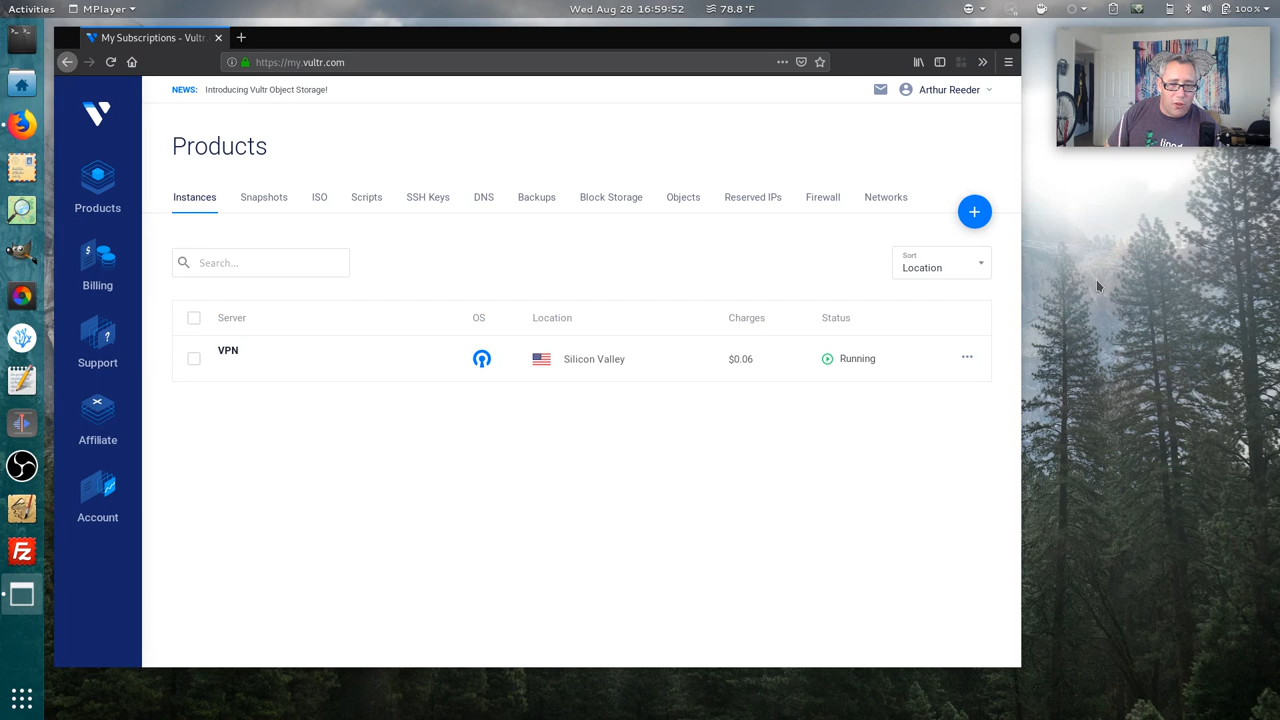 Activities MPlayer Wed Aug 28 16:59:52 78.8°F 100%
My Subscriptions - Vultr.
https://my.vultr.com
NEWS: Introducing Vultr Object Storage! Arthur Reeder
Products
Products
Billing
Support
Affiliate
Account
Instances Snapshots ISO Scripts SSH Keys DNS Backups Block Storage Objects Reserved IPs Firewall Networks
Search...
Sort
Location
Server OS Location Charges Status
VPN Silicon Valley $0.06 Running
Fz